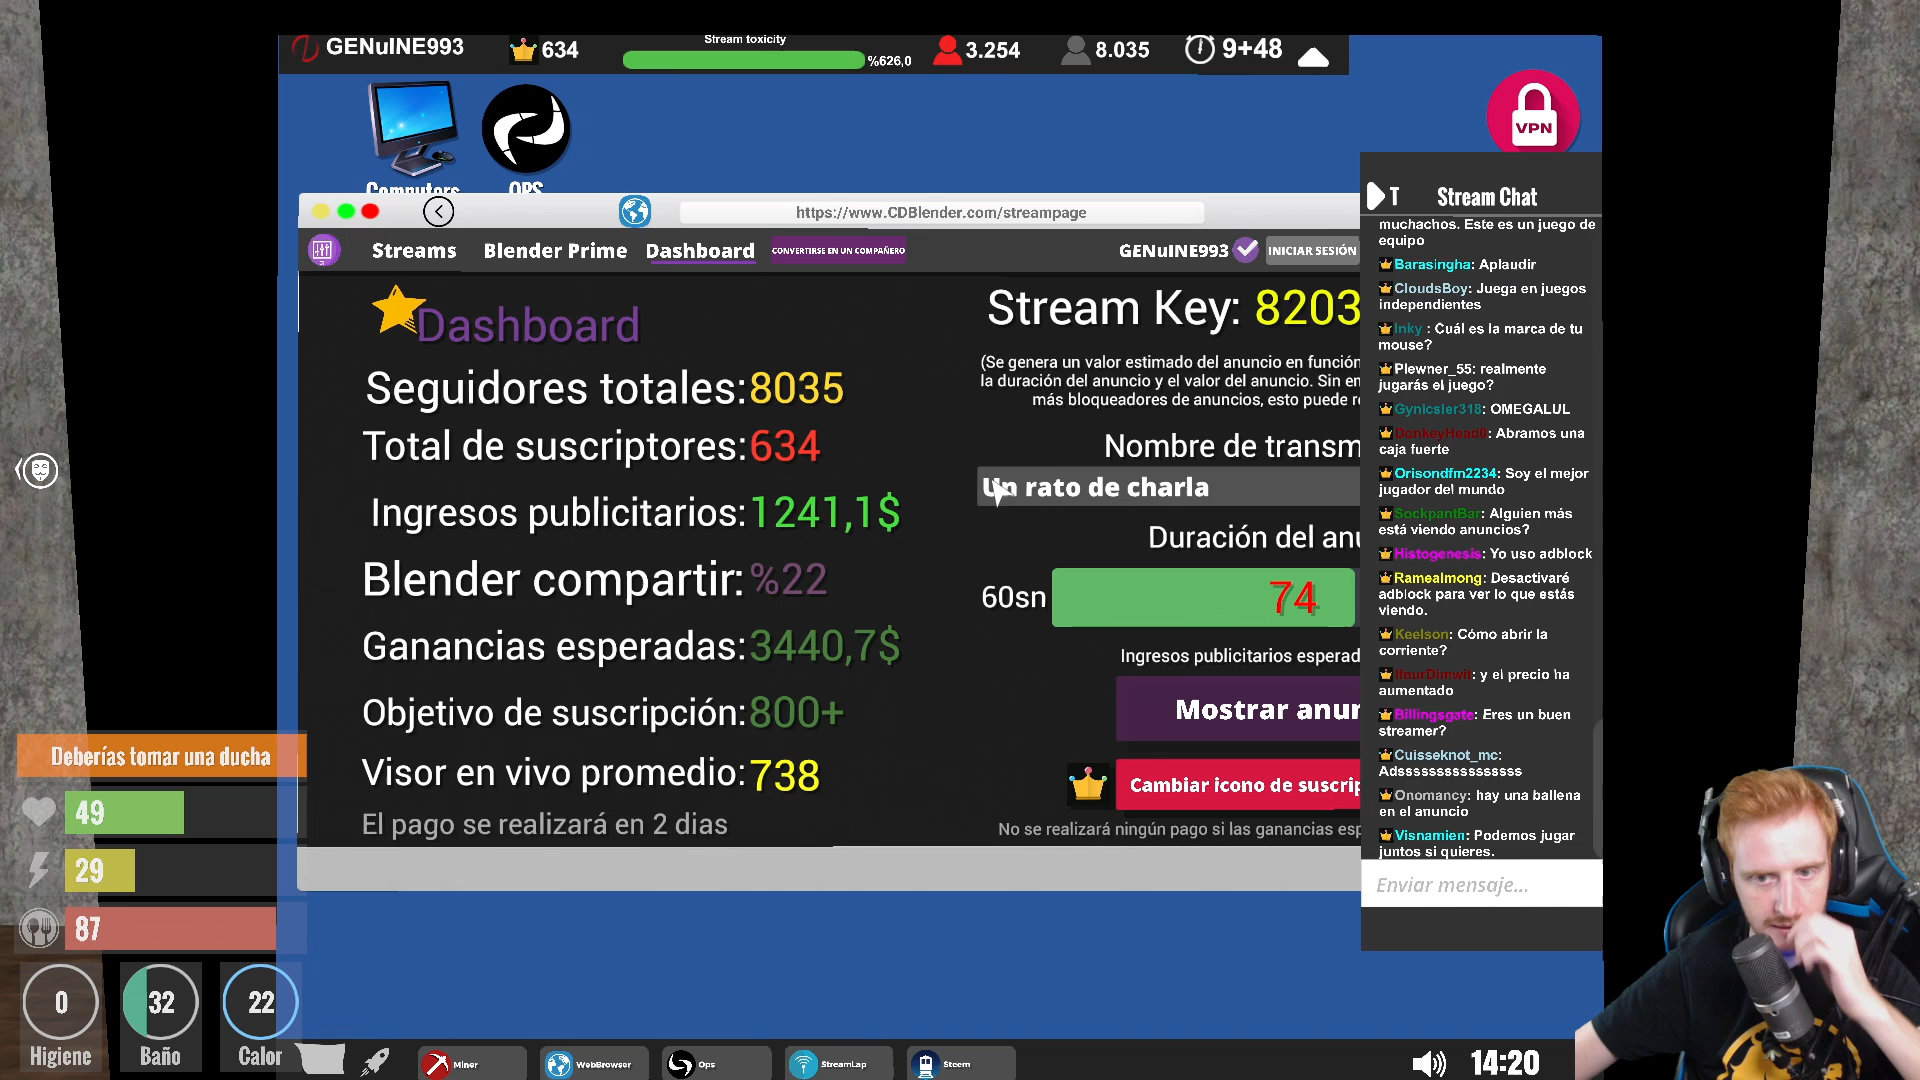 GENuINE993
634
Stream toxicity
%626,0
3.254
8.035
9+48
VPN
Computers
OPS
T
Stream Chat
https://www.CDBlender.com/streampage
Streams
Blender Prime
Dashboard
CONVERTIRSE EN UN COMPAÑERO
GENuINE993
INICIAR SESIÓN
Dashboard
Seguidores totales:8035
Total de suscriptores:634
Ingresos publicitarios:1241,1$
Blender compartir:%22
Ganancias esperadas:3440,7$
Objetivo de suscripción:800+
Visor en vivo promedio:738
El pago se realizará en 2 dias
Stream Key: 8203
(Se genera un valor estimado del anuncio en función
la duración del anuncio y el valor del anuncio. Sin em
más bloqueadores de anuncios, esto puede re
Nombre de transm
Un rato de charla
Duración del anu
60sn
74
Ingresos publicitarios esperad
Mostrar anun
Cambiar icono de suscrip
No se realizará ningún pago si las ganancias esp
muchachos. Este es un juego de
equipo
Barasingha: Aplaudir
CloudsBoy: Juega en juegos
independientes
Inky : Cuál es la marca de tu
mouse?
Plewner_55: realmente
jugarás el juego?
Gynicsler318: OMEGALUL
DonkeyHead0: Abramos una
caja fuerte
Orisondfm2234: Soy el mejor
jugador del mundo
SockpantBar: Alguien más
está viendo anuncios?
Histogenesis: Yo uso adblock
Ramealmong: Desactivaré
adblock para ver lo que estás
viendo.
Keelson: Cómo abrir la
corriente?
IfourDimwit: y el precio ha
aumentado
Billingsgate: Eres un buen
streamer?
Cuisseknot_mc:
Adssssssssssssssss
Onomancy: hay una ballena
en el anuncio
Visnamien: Podemos jugar
juntos si quieres.
Enviar mensaje...
Deberías tomar una ducha
49
29
87
0
32
22
Higiene
Baño
Calor
Miner
WebBrowser
Ops
StreamLap
Steem
14:20